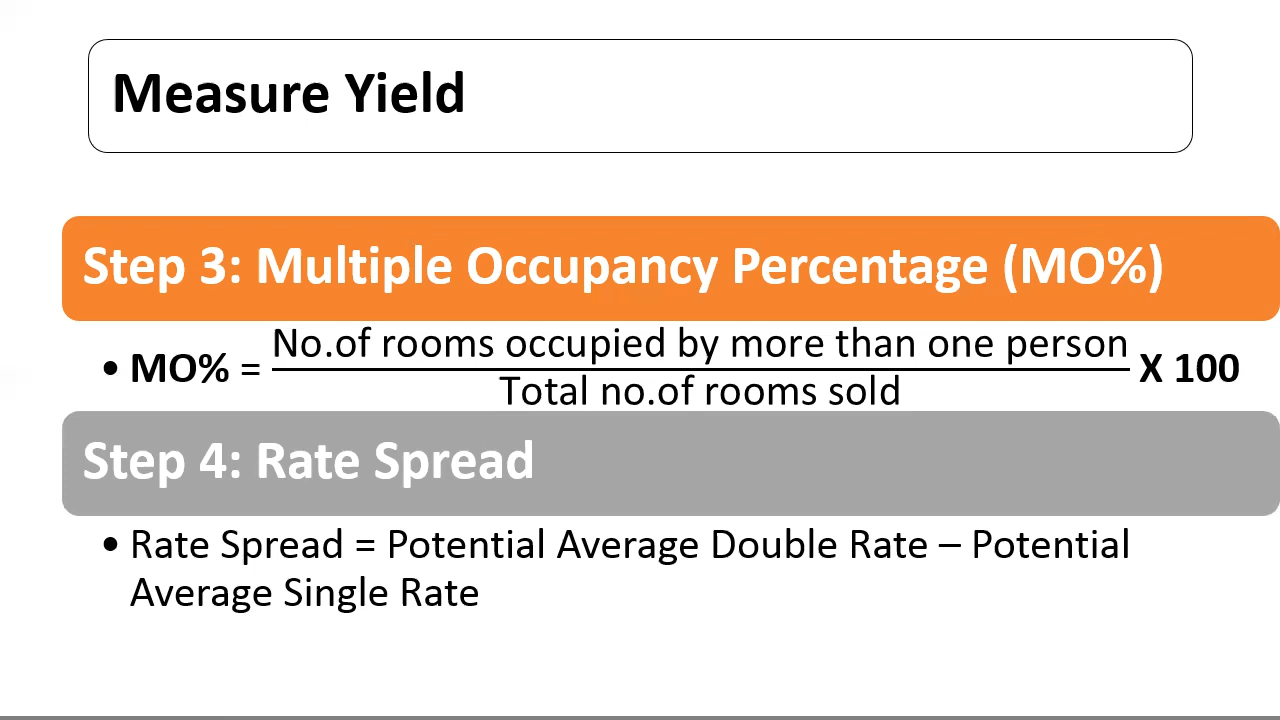 Measure Yield
Step 3: Multiple Occupancy Percentage (MO%)
• MO% = No.of rooms occupied by more than one person / Total no.of rooms sold X 100
Step 4: Rate Spread
• Rate Spread = Potential Average Double Rate – Potential
Average Single Rate